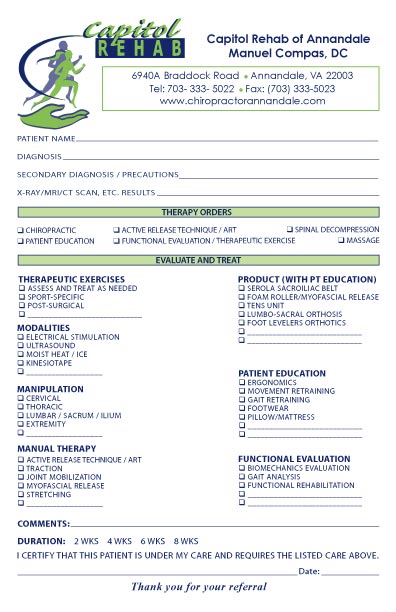 Capitol
REHAB
Capitol Rehab of Annandale
Manuel Compas, DC
6940A Braddock Road • Annandale, VA 22003
Tel: 703- 333- 5022 • Fax: (703) 333-5023
www.chiropractorannandale.com
PATIENT NAME
DIAGNOSIS
SECONDARY DIAGNOSIS / PRECAUTIONS
X-RAY/MRI/CT SCAN, ETC. RESULTS
THERAPY ORDERS
❑ CHIROPRACTIC ❑ ACTIVE RELEASE TECHNIQUE / ART ❑ SPINAL DECOMPRESSION
❑ PATIENT EDUCATION ❑ FUNCTIONAL EVALUATION / THERAPEUTIC EXERCISE ❑ MASSAGE
EVALUATE AND TREAT
THERAPEUTIC EXERCISES
❑ ASSESS AND TREAT AS NEEDED
❑ SPORT-SPECIFIC
❑ POST-SURGICAL
❑
MODALITIES
❑ ELECTRICAL STIMULATION
❑ ULTRASOUND
❑ MOIST HEAT / ICE
❑ KINESIOTAPE
❑
MANIPULATION
❑ CERVICAL
❑ THORACIC
❑ LUMBAR / SACRUM / ILIUM
❑ EXTREMITY
❑
MANUAL THERAPY
❑ ACTIVE RELEASE TECHNIQUE / ART
❑ TRACTION
❑ JOINT MOBILIZATION
❑ MYOFASCIAL RELEASE
❑ STRETCHING
❑
PRODUCT (WITH PT EDUCATION)
❑ SEROLA SACROILIAC BELT
❑ FOAM ROLLER/MYOFASCIAL RELEASE
❑ TENS UNIT
❑ LUMBO-SACRAL ORTHOSIS
❑ FOOT LEVELERS ORTHOTICS
❑
❑
PATIENT EDUCATION
❑ ERGONOMICS
❑ MOVEMENT RETRAINING
❑ GAIT RETRAINING
❑ FOOTWEAR
❑ PILLOW/MATTRESS
❑
❑
FUNCTIONAL EVALUATION
❑ BIOMECHANICS EVALUATION
❑ GAIT ANALYSIS
❑ FUNCTIONAL REHABILITATION
❑
❑
COMMENTS:
DURATION: 2 WKS 4 WKS 6 WKS 8 WKS
I CERTIFY THAT THIS PATIENT IS UNDER MY CARE AND REQUIRES THE LISTED CARE ABOVE.
Date:
Thank you for your referral